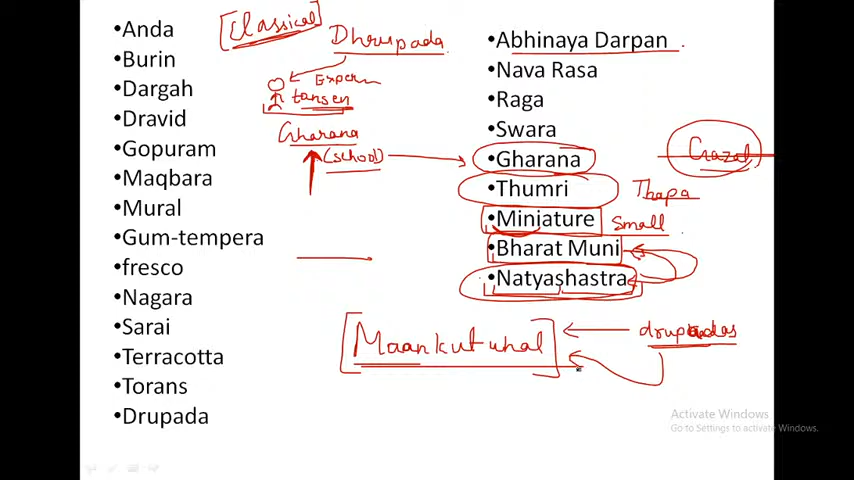 •Anda
•Burin
•Dargah
•Dravid
•Gopuram
•Maqbara
•Mural
•Gum-tempera
•fresco
•Nagara
•Sarai
•Terracotta
•Torans
•Drupada
[Classical]
Dhrupada
Expern
tansen
Gharana
(school)
•Abhinaya Darpan
•Nava Rasa
•Raga
•Swara
•Gharana
•Thumri
•Miniature
•Bharat Muni
•Natyashastra
Gazal
Thapa
Small
[Maankutuhal]
Activate Windows
Go to Settings to activate Windows.